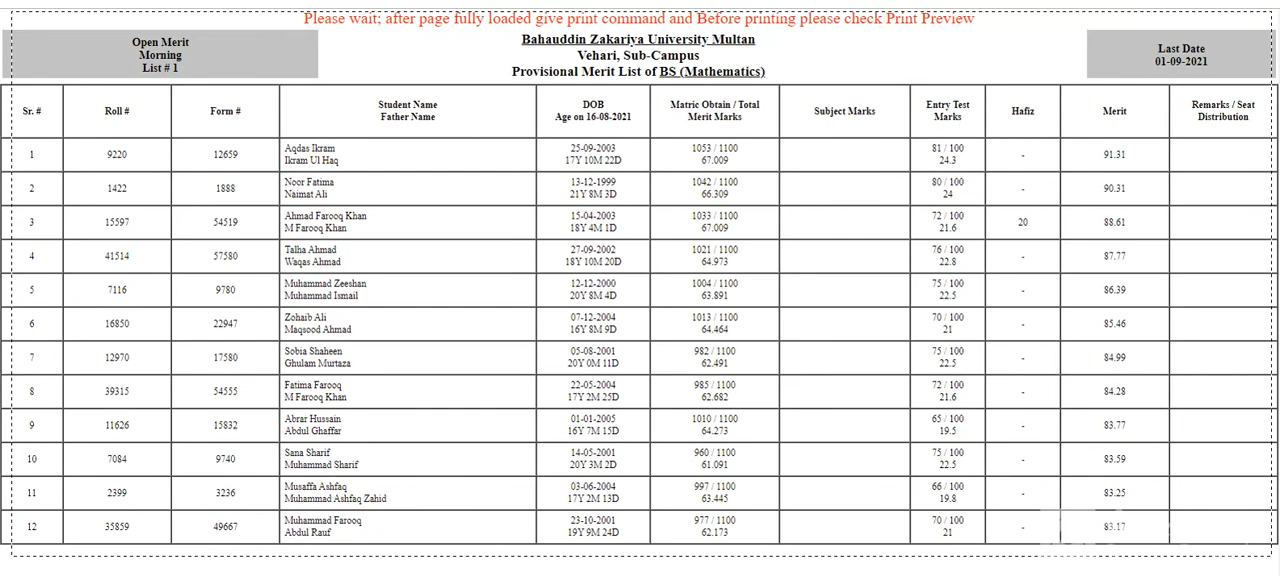 Please wait; after page fully loaded give print command and Before printing please check Print Preview
Open Merit
Morning
List # 1
Bahauddin Zakariya University Multan
Vehari, Sub-Campus
Provisional Merit List of BS (Mathematics)
Last Date
01-09-2021
Sr. # Roll # Form # Student Name Father Name DOB Age on 16-08-2021 Matric Obtain / Total Merit Marks Subject Marks Entry Test Marks Hafiz Merit Remarks / Seat Distribution
1 9220 12659 Aqdas Ikram 25-09-2003 1053 / 1100 81 / 100 - 91.31
Ikram Ul Haq 17Y 10M 22D 67.009 24.3
2 1422 1888 Noor Fatima 13-12-1999 1042 / 1100 80 / 100 - 90.31
Naimat Ali 21Y 8M 3D 66.309 24
3 15597 54519 Ahmad Farooq Khan 15-04-2003 1033 / 1100 72 / 100 20 88.61
M Farooq Khan 18Y 4M 1D 67.009 21.6
4 41514 57580 Talha Ahmad 27-09-2002 1021 / 1100 76 / 100 - 87.77
Waqas Ahmad 18Y 10M 20D 64.973 22.8
5 7116 9780 Muhammad Zeeshan 12-12-2000 1004 / 1100 75 / 100 - 86.39
Muhammad Ismail 20Y 8M 4D 63.891 22.5
6 16850 22947 Zohaib Ali 07-12-2004 1013 / 1100 70 / 100 - 85.46
Maqsood Ahmad 16Y 8M 9D 64.464 21
7 12970 17580 Sobia Shaheen 05-08-2001 982 / 1100 75 / 100 - 84.99
Ghulam Murtaza 20Y 0M 11D 62.491 22.5
8 39315 54555 Fatima Farooq 22-05-2004 985 / 1100 72 / 100 - 84.28
M Farooq Khan 17Y 2M 25D 62.682 21.6
9 11626 15832 Abrar Hussain 01-01-2005 1010 / 1100 65 / 100 - 83.77
Abdul Ghaffar 16Y 7M 15D 64.273 19.5
10 7084 9740 Sana Sharif 14-05-2001 960 / 1100 75 / 100 - 83.59
Muhammad Sharif 20Y 3M 2D 61.091 22.5
11 2399 3236 Musaffa Ashfaq 03-06-2004 997 / 1100 66 / 100 - 83.25
Muhammad Ashfaq Zahid 17Y 2M 13D 63.445 19.8
12 35859 49667 Muhammad Farooq 23-10-2001 977 / 1100 70 / 100 - 83.17
Abdul Rauf 19Y 9M 24D 62.173 21